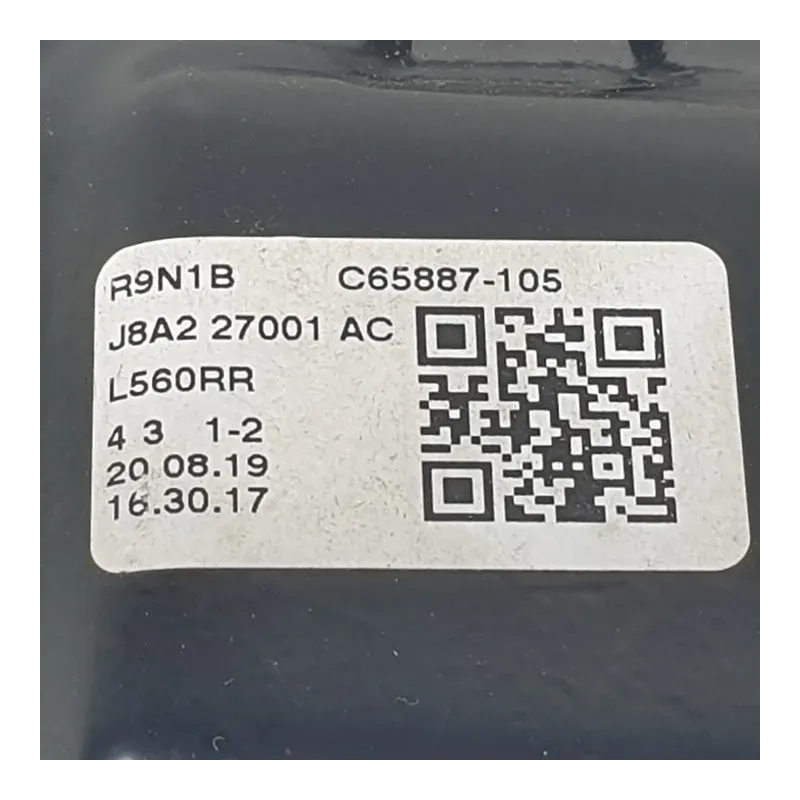 R9N1B C65887-105
J8A2 27001 AC
L560RR
4 3 1-2
20.08.19
16.30.17